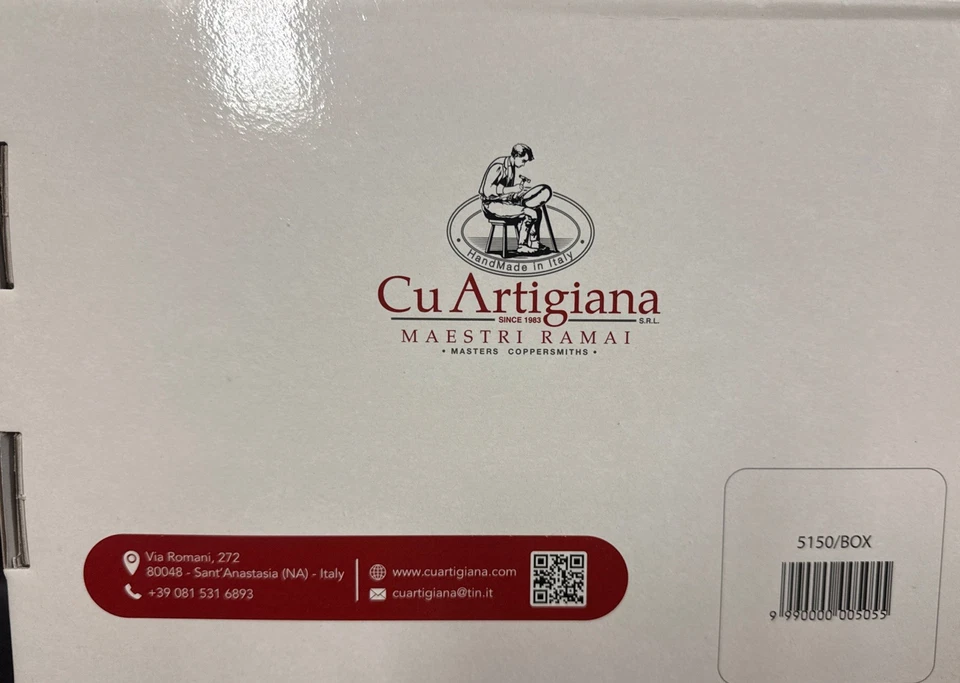 HandMade in Italy
Cu Artigiana
SINCE 1983 S.R.L.
MAESTRI RAMAI
• MASTERS COPPERSMITHS •
Via Romani, 272
80048 - Sant'Anastasia (NA) - Italy
+39 081 531 6893
www.cuartigiana.com
cuartigiana@tin.it
5150/BOX
9 990000 005055